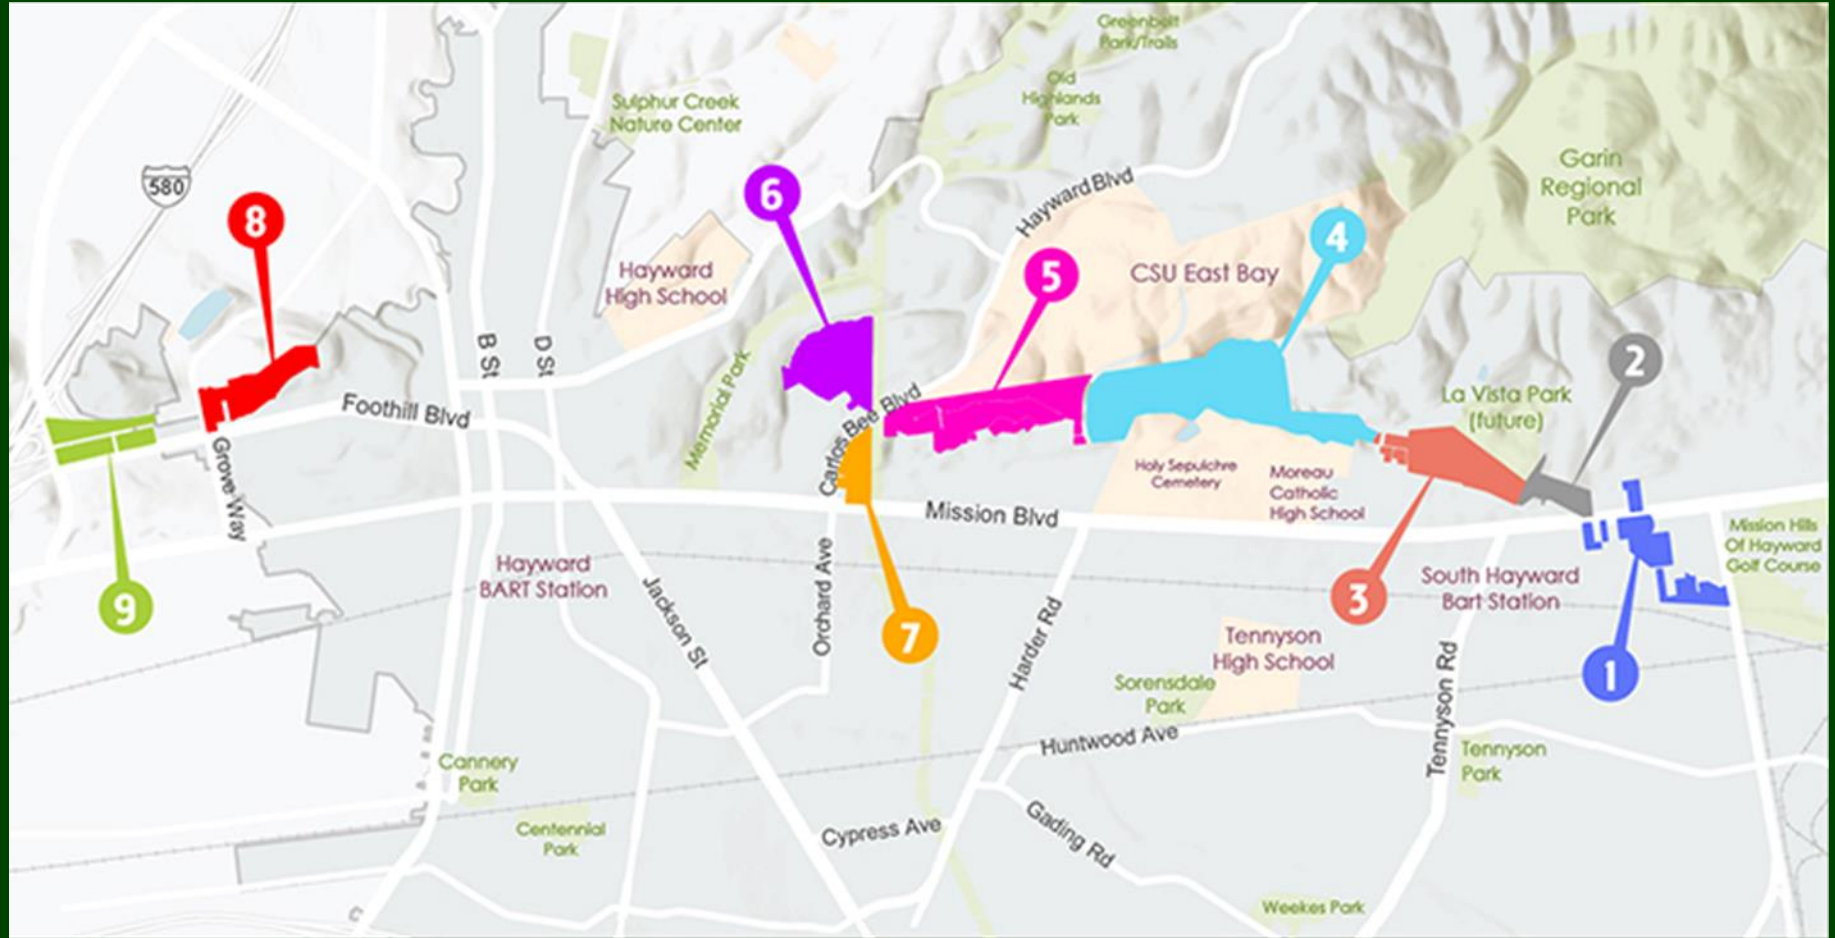 Greenbelt
Park/Trails
Old
Highlands
Park
Sulphur Creek
Nature Center
Garin
Regional
Park
580
8
6
Hayward Blvd
4
5
CSU East Bay
Hayward
High School
2
B St
D St
Memorial Park
La Vista Park
(future)
Foothill Blvd
Carlos Bee Blvd
Grove Way
Holy Sepulchre
Cemetery
Moreau
Catholic
High School
Mission Blvd
Mission Hills
Of Hayward
Golf Course
Hayward
BART Station
Orchard Ave
Jackson St
9
7
3
South Hayward
Bart Station
1
Harder Rd
Tennyson
High School
Sorensdale
Park
Tennyson Rd
Huntwood Ave
Tennyson
Park
Cannery
Park
Centennial
Park
Cypress Ave
Gading Rd
Weekes Park